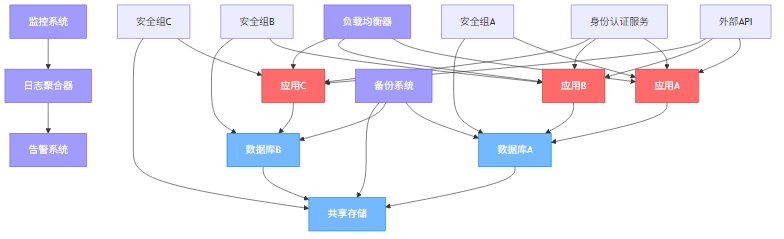 监控系统
安全组C
安全组B
负载均衡器
安全组A
身份认证服务
外部API
日志聚合器
应用C
备份系统
应用B
应用A
告警系统
数据库B
数据库A
共享存储